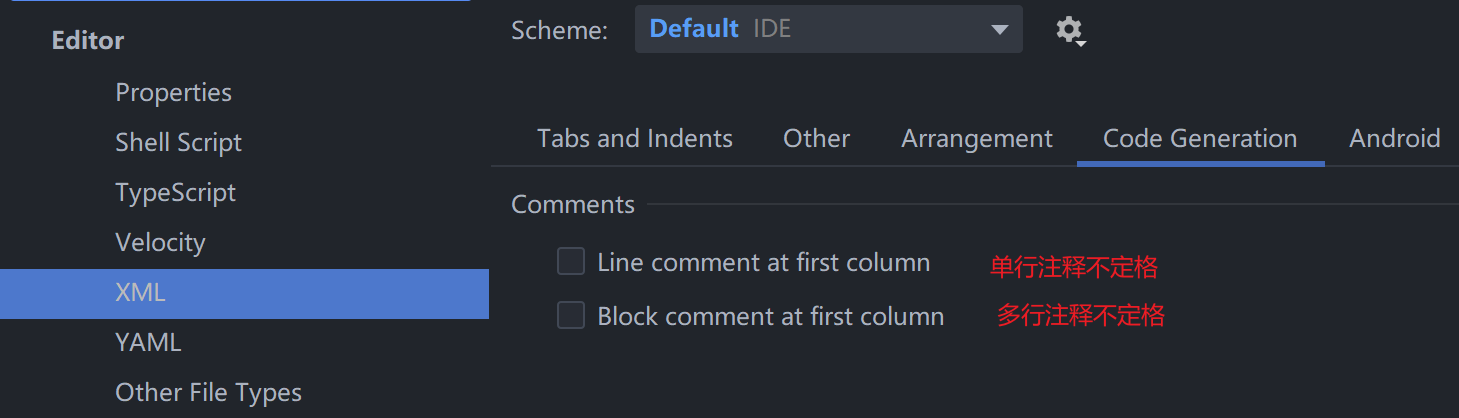 Editor
Properties
Shell Script
TypeScript
Velocity
XML
YAML
Other File Types
Scheme: Default IDE
Tabs and Indents Other Arrangement Code Generation Android
Comments
Line comment at first column 单行注释不定格
Block comment at first column 多行注释不定格